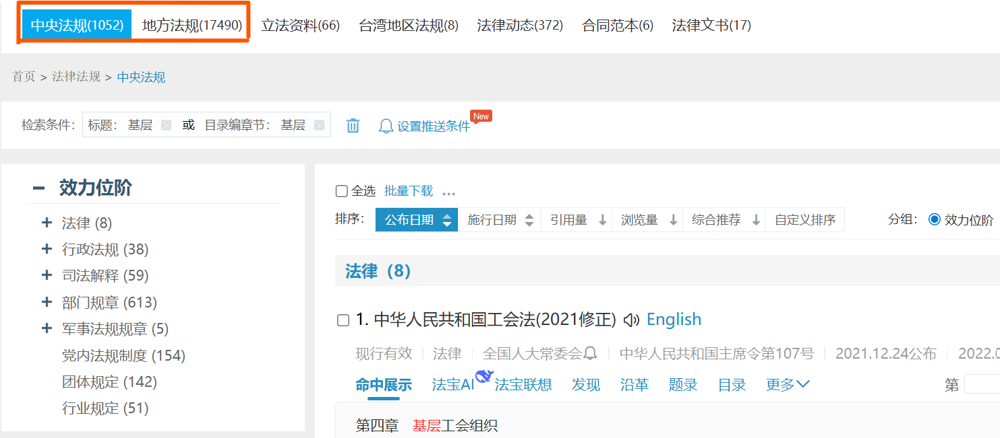 中央法规(1052) 地方法规(17490) 立法资料(66) 台湾地区法规(8) 法律动态(372) 合同范本(6) 法律文书(17)
首页 > 法律法规 > 中央法规
检索条件: 标题: 基层 或 目录编章节: 基层 设置推送条件 New
效力位阶
法律 (8)
行政法规 (38)
司法解释 (59)
部门规章 (613)
军事法规规章 (5)
党内法规制度 (154)
团体规定 (142)
行业规定 (51)
全选 批量下载 ...
排序: 公布日期 施行日期 引用量 浏览量 综合推荐 自定义排序 分组: 效力位阶
法律（8）
1. 中华人民共和国工会法(2021修正) English
现行有效 法律 全国人大常委会 中华人民共和国主席令第107号 2021.12.24公布 2022.0
命中展示 法宝AI 法宝联想 发现 沿革 题录 目录 更多 第
第四章 基层工会组织